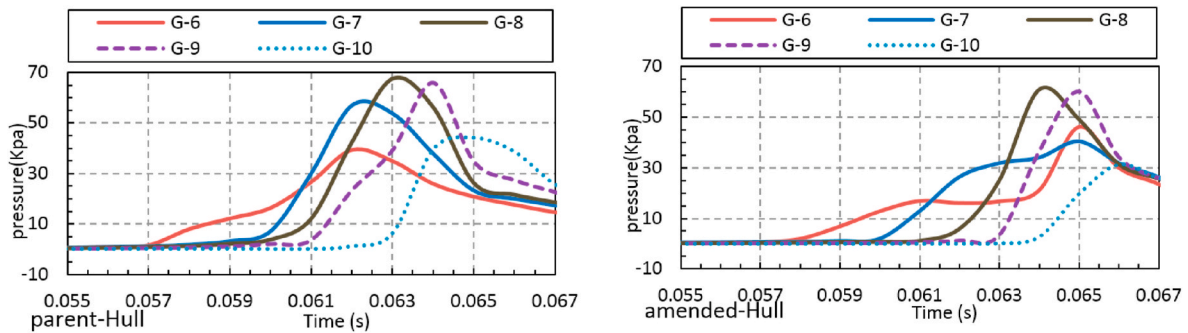 G-6 G-7 G-8
G-9 G-10
pressure(Kpa)
70
50
30
10
-10
0.055 0.057 0.059 0.061 0.063 0.065 0.067
parent-Hull Time (s)
G-6 G-7 G-8
G-9 G-10
pressure(Kpa)
70
50
30
10
-10
0.055 0.057 0.059 0.061 0.063 0.065 0.067
amended-Hull Time (s)